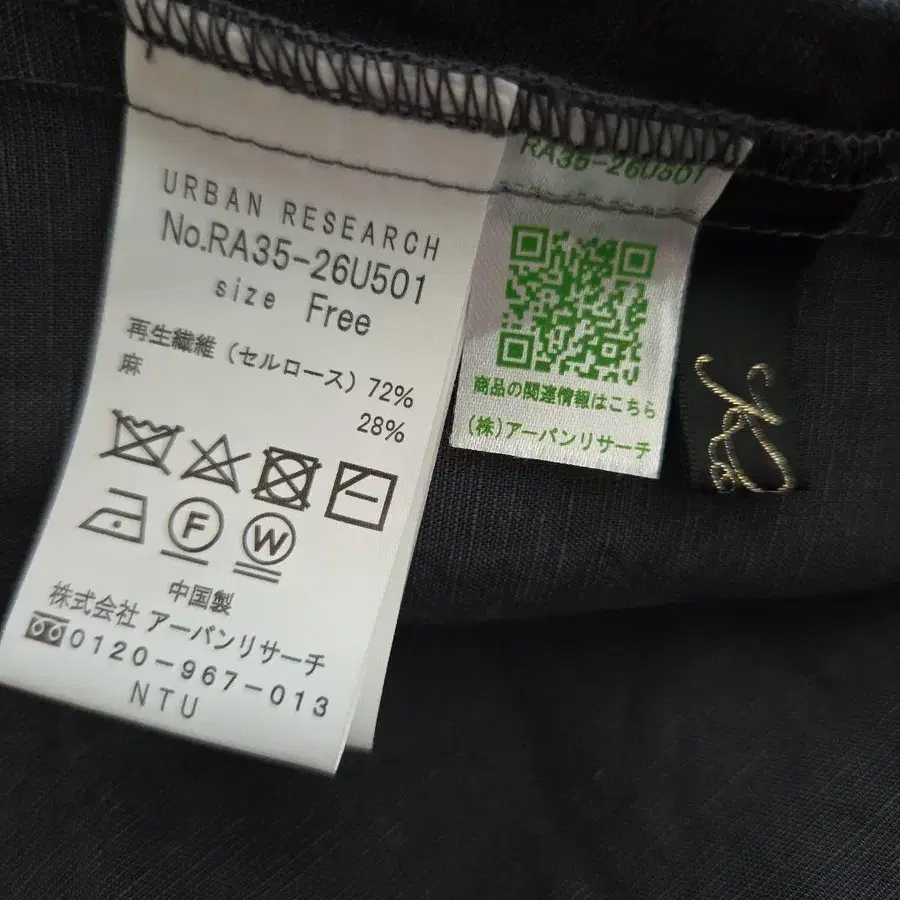 URBAN RESEARCH
No.RA35-26U501
size Free
再生繊維（セルロース）72%
麻 28%
F W
中国製
株式会社 アーバンリサーチ
0120-967-013
NTU
RA35-26U501
商品の関連情報はこちら
（株）アーバンリサーチ